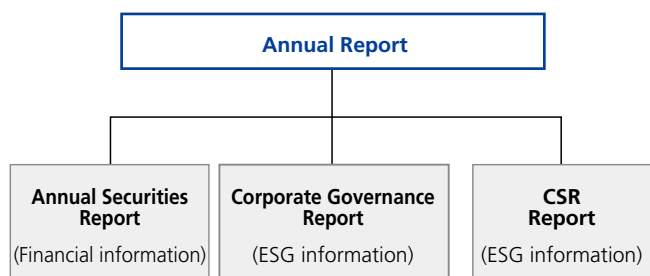 Annual Report
Annual Securities
Report
(Financial information)
Corporate Governance
Report
(ESG information)
CSR
Report
(ESG information)